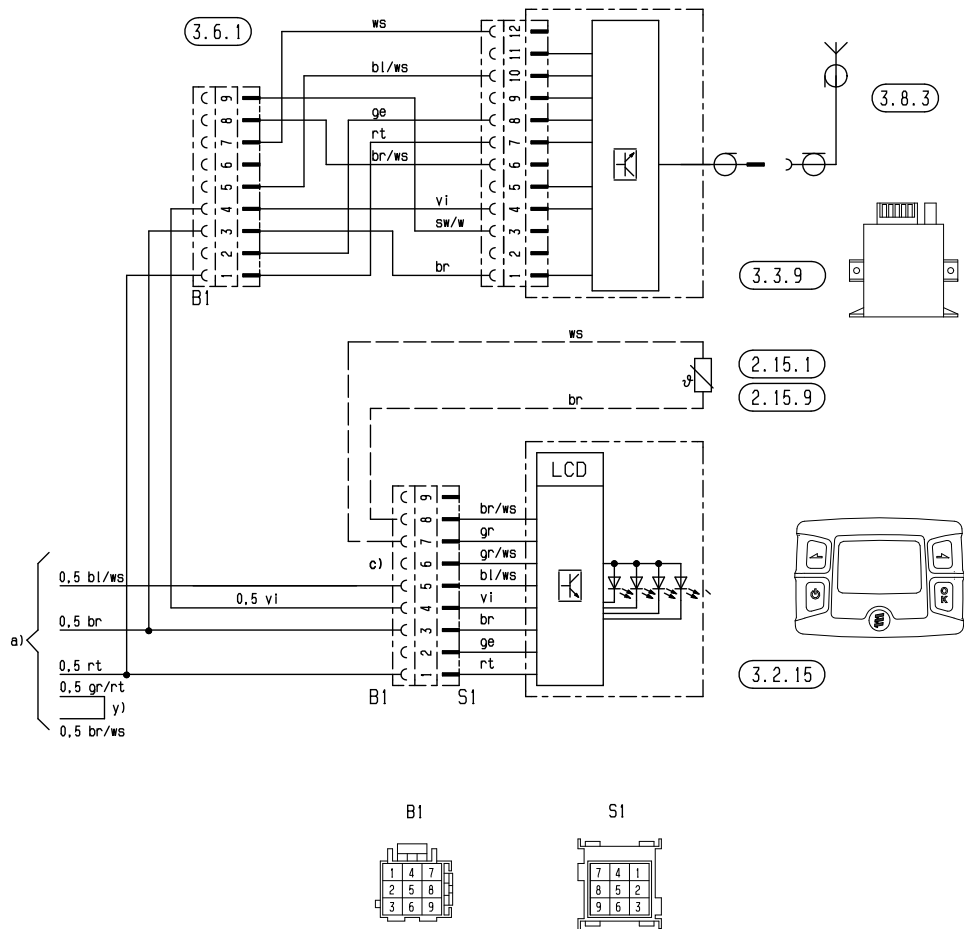 3.6.1
ws
bl/ws
ge
rt
br/ws
vi
sw/w
br
9
8
7
6
5
4
3
2
1
B1
12
11
10
9
8
7
6
5
4
3
2
1
3.8.3
3.3.9
ws
ϑ
br
2.15.1
2.15.9
LCD
9
8
7
6
5
4
3
2
1
c)
br/ws
gr
gr/ws
bl/ws
vi
br
ge
rt
B1
S1
a)
0,5 bl/ws
0,5 vi
0,5 br
0,5 rt
0,5 gr/rt
y)
0,5 br/ws
OK
3.2.15
B1
1 4 7
2 5 8
3 6 9
S1
7 4 1
8 5 2
9 6 3